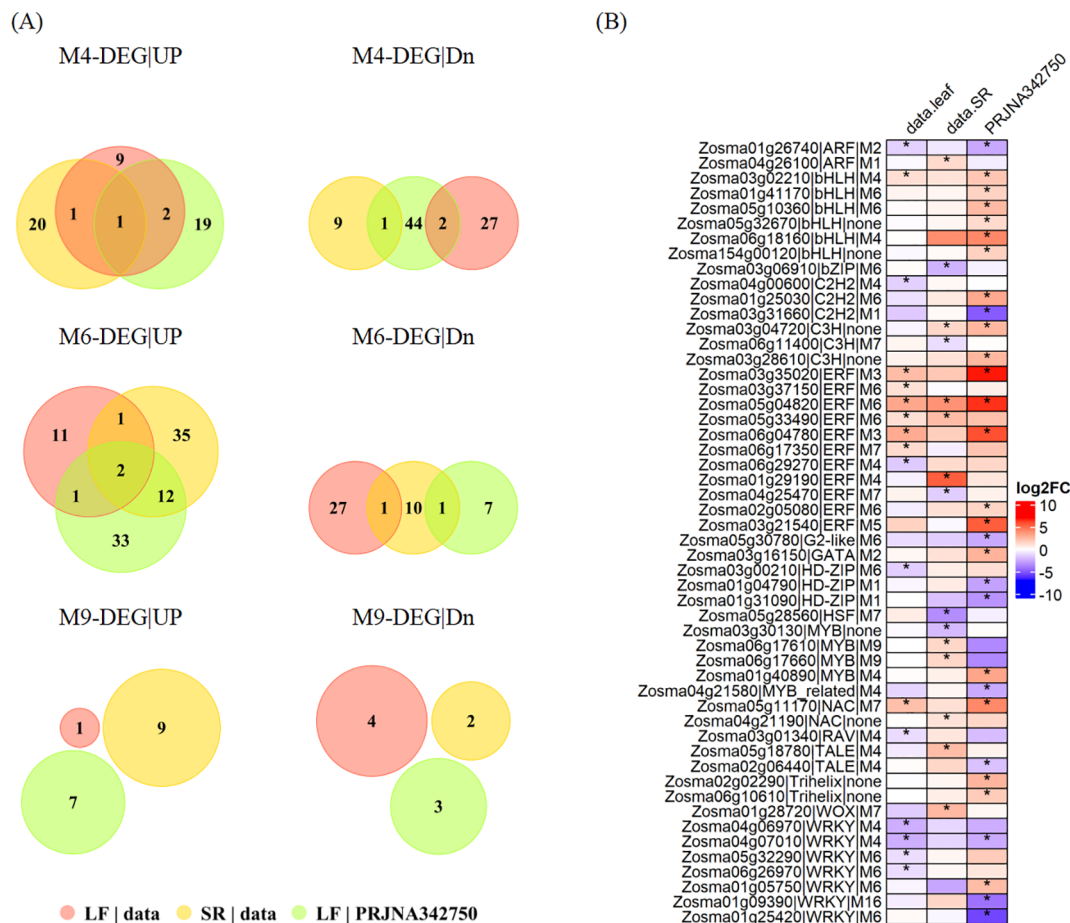 (A)
M4-DEG|UP
M4-DEG|Dn
9
20
1
1
2
19
9
1
44
2
27
M6-DEG|UP
M6-DEG|Dn
11
1
35
2
1
12
33
27
1
10
1
7
M9-DEG|UP
M9-DEG|Dn
1
9
7
4
2
3
LF | data
SR | data
LF | PRJNA342750
(B)
data.leaf
data.SR
PRJNA342750
Zosma01g26740|ARF|M2
Zosma04g26100|ARF|M1
Zosma03g02210|bHLH|M4
Zosma01g41170|bHLH|M6
Zosma05g10360|bHLH|M6
Zosma05g32670|bHLH|none
Zosma06g18160|bHLH|M4
Zosma154g00120|bHLH|none
Zosma03g06910|bZIP|M6
Zosma04g00600|C2H2|M4
Zosma01g25030|C2H2|M6
Zosma03g31660|C2H2|M1
Zosma03g04720|C3H|none
Zosma06g11400|C3H|M7
Zosma03g28610|C3H|none
Zosma03g35020|ERF|M3
Zosma03g37150|ERF|M6
Zosma05g04820|ERF|M6
Zosma05g33490|ERF|M6
Zosma06g04780|ERF|M3
Zosma06g17350|ERF|M7
Zosma06g29270|ERF|M4
Zosma01g29190|ERF|M4
Zosma04g25470|ERF|M7
Zosma02g05080|ERF|M6
Zosma03g21540|ERF|M5
Zosma05g30780|G2-like|M6
Zosma03g16150|GATA|M2
Zosma03g00210|HD-ZIP|M6
Zosma01g04790|HD-ZIP|M1
Zosma01g31090|HD-ZIP|M1
Zosma05g28560|HSF|M7
Zosma03g30130|MYB|none
Zosma06g17610|MYB|M9
Zosma06g17660|MYB|M9
Zosma01g40890|MYB|M4
Zosma04g21580|MYB_related|M4
Zosma05g11170|NAC|M7
Zosma04g21190|NAC|none
Zosma03g01340|RAV|M4
Zosma05g18780|TALE|M4
Zosma02g06440|TALE|M4
Zosma02g02290|Trihelix|none
Zosma06g10610|Trihelix|none
Zosma01g28720|WOX|M7
Zosma04g06970|WRKY|M4
Zosma04g07010|WRKY|M4
Zosma05g32290|WRKY|M6
Zosma06g26970|WRKY|M6
Zosma01g05750|WRKY|M6
Zosma01g09390|WRKY|M16
Zosma01g25420|WRKY|M6
log2FC
10
5
0
-5
-10